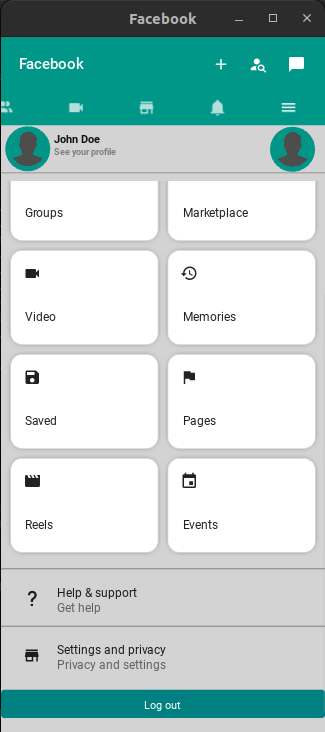 Facebook
Facebook
John Doe
See your profile
Groups
Marketplace
Video
Memories
Saved
Pages
Reels
Events
? Help & support
Get help
Settings and privacy
Privacy and settings
Log out